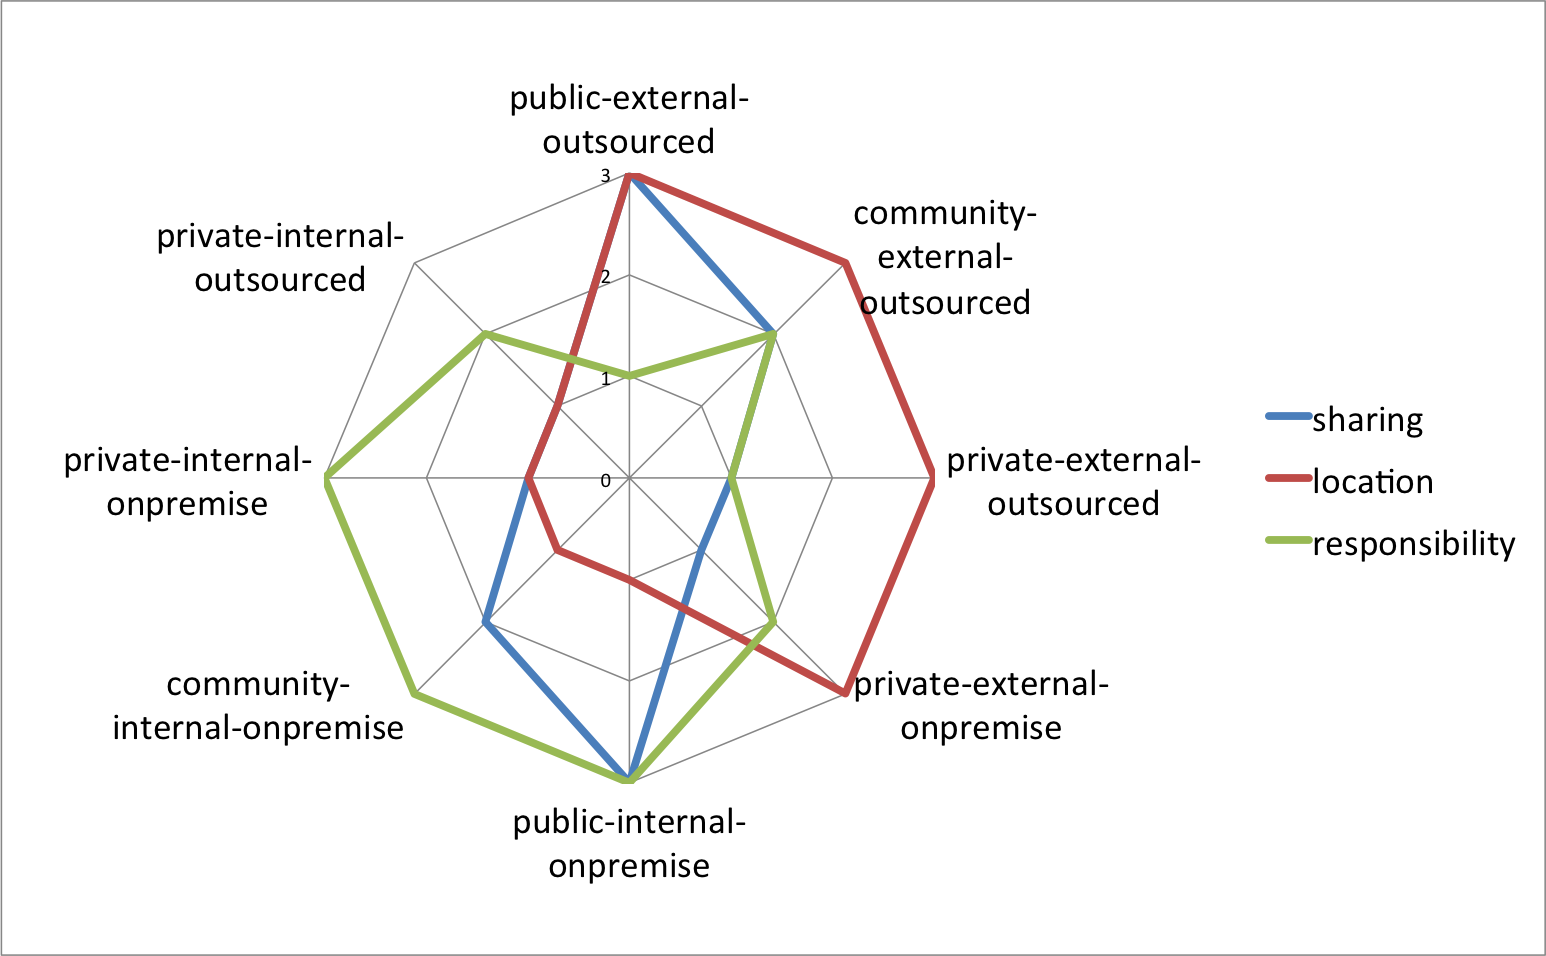 public-external-
outsourced
community-
external-
outsourced
private-external-
outsourced
private-external-
onpremise
public-internal-
onpremise
community-
internal-onpremise
private-internal-
onpremise
private-internal-
outsourced
3
2
1
0
sharing
location
responsibility